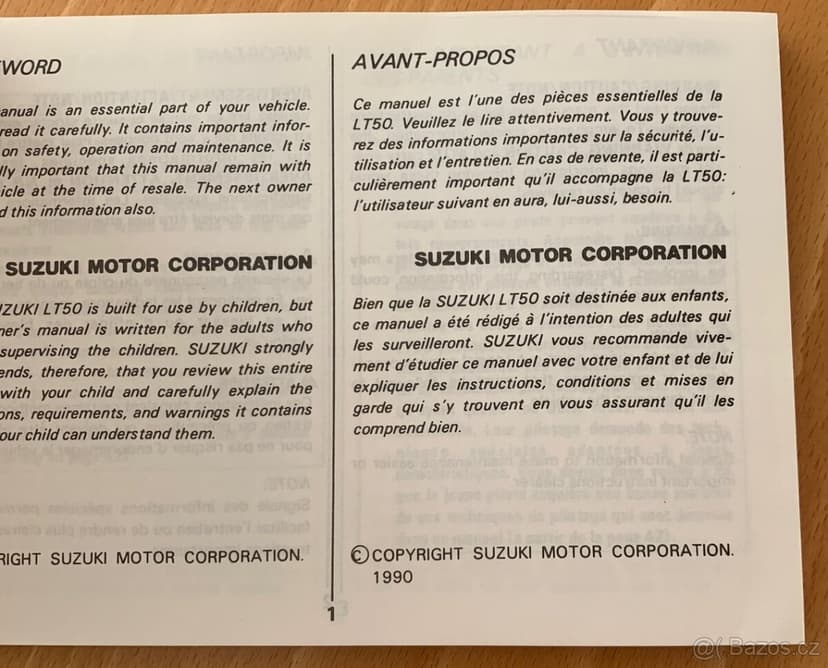 EWORD
anual is an essential part of your vehicle.
read it carefully. It contains important infor-
on safety, operation and maintenance. It is
lly important that this manual remain with
icle at the time of resale. The next owner
d this information also.
SUZUKI MOTOR CORPORATION
ZUKI LT50 is built for use by children, but
ner's manual is written for the adults who
supervising the children. SUZUKI strongly
ends, therefore, that you review this entire
with your child and carefully explain the
ons, requirements, and warnings it contains
our child can understand them.
RIGHT SUZUKI MOTOR CORPORATION.
AVANT-PROPOS
Ce manuel est l'une des pièces essentielles de la
LT50. Veuillez le lire attentivement. Vous y trouve-
rez des informations importantes sur la sécurité, l'u-
tilisation et l'entretien. En cas de revente, il est parti-
culièrement important qu'il accompagne la LT50:
l'utilisateur suivant en aura, lui-aussi, besoin.
SUZUKI MOTOR CORPORATION
Bien que la SUZUKI LT50 soit destinée aux enfants,
ce manuel a été rédigé à l'intention des adultes qui
les surveilleront. SUZUKI vous recommande vive-
ment d'étudier ce manuel avec votre enfant et de lui
expliquer les instructions, conditions et mises en
garde qui s'y trouvent en vous assurant qu'il les
comprend bien.
©COPYRIGHT SUZUKI MOTOR CORPORATION.
1990
1
@( Bazos.cz